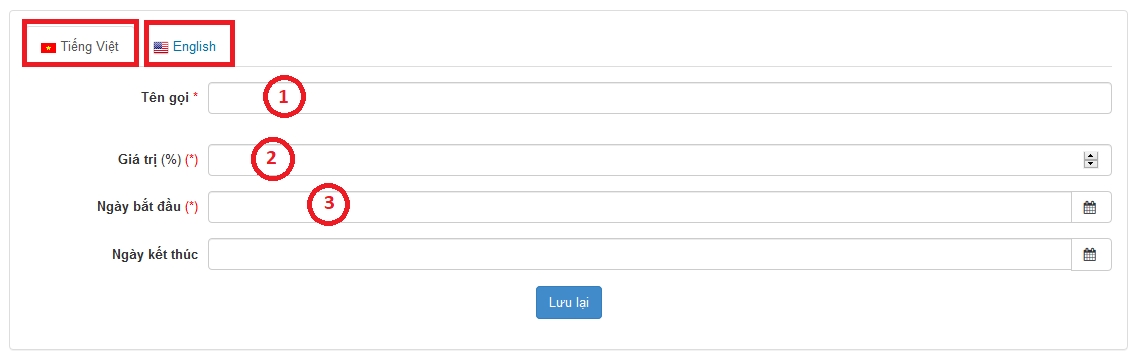 Tiếng Việt English
Tên gọi * 1
Giá trị (%) (*) 2
Ngày bắt đầu (*) 3
Ngày kết thúc
Lưu lại